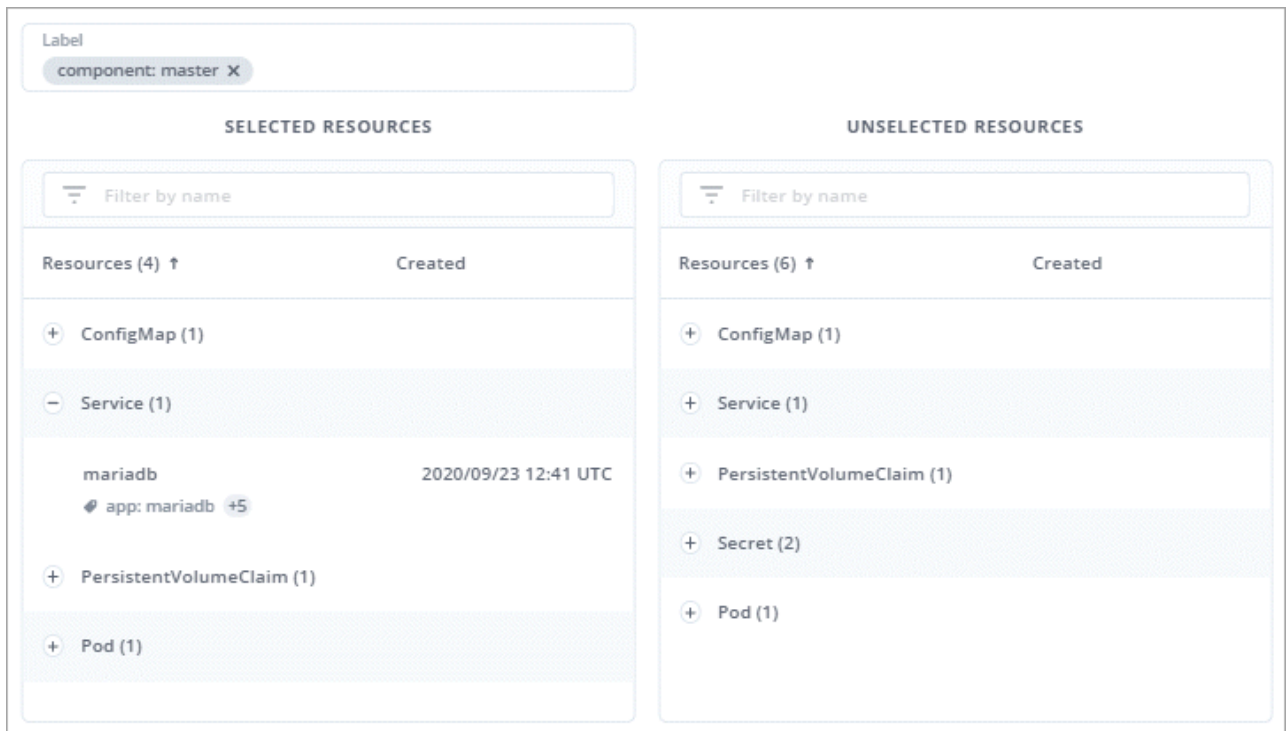 Label
component: master ×
SELECTED RESOURCES
Filter by name
Resources (4) ↑ Created
ConfigMap (1)
Service (1)
mariadb 2020/09/23 12:41 UTC
app: mariadb +5
PersistentVolumeClaim (1)
Pod (1)
UNSELECTED RESOURCES
Filter by name
Resources (6) ↑ Created
ConfigMap (1)
Service (1)
PersistentVolumeClaim (1)
Secret (2)
Pod (1)